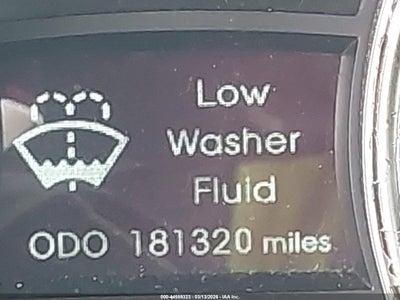 Low
Washer
Fluid
ODO 181320 miles